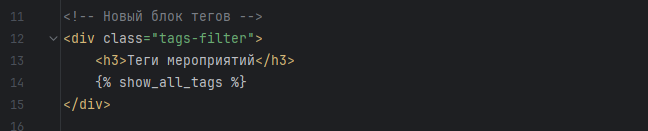 11 <!-- Новый блок тегов -->
12 <div class="tags-filter">
13 <h3>Теги мероприятий</h3>
14 {% show_all_tags %}
15 </div>
16